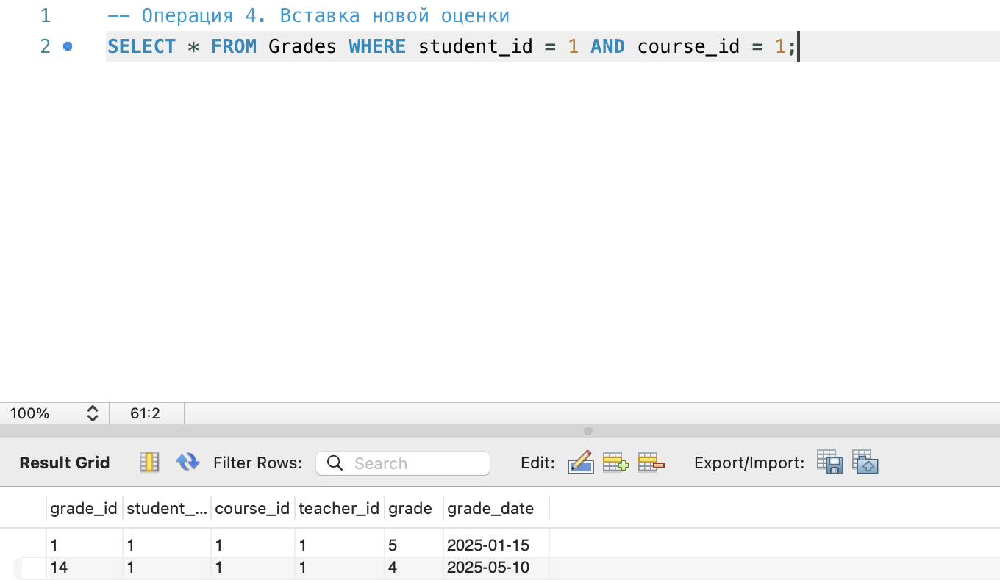 1 -- Операция 4. Вставка новой оценки
2 SELECT * FROM Grades WHERE student_id = 1 AND course_id = 1;
100% 61:2
Result Grid Filter Rows: Search Edit: Export/Import:
grade_id student_... course_id teacher_id grade grade_date
1 1 1 1 5 2025-01-15
14 1 1 1 4 2025-05-10